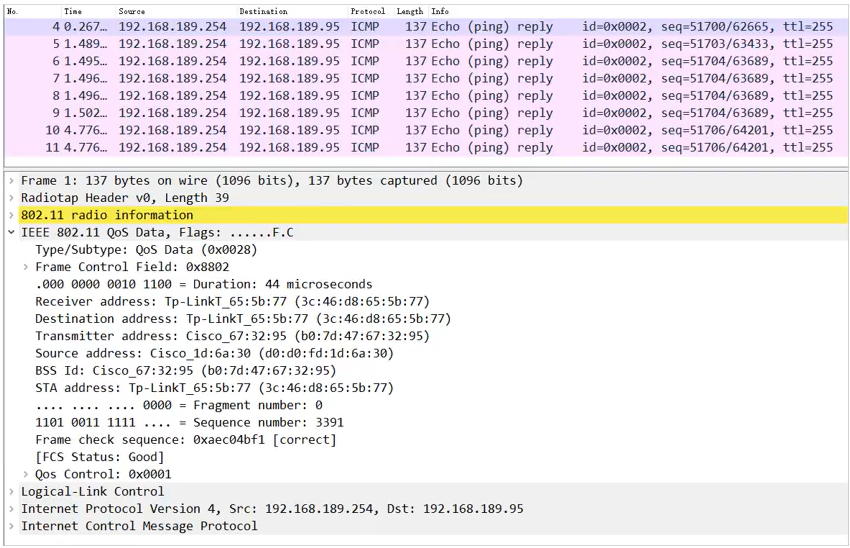 No. Time Source Destination Protocol Length Info
4 0.267… 192.168.189.254 192.168.189.95 ICMP 137 Echo (ping) reply id=0x0002, seq=51700/62665, ttl=255
5 1.489… 192.168.189.254 192.168.189.95 ICMP 137 Echo (ping) reply id=0x0002, seq=51703/63433, ttl=255
6 1.495… 192.168.189.254 192.168.189.95 ICMP 137 Echo (ping) reply id=0x0002, seq=51704/63689, ttl=255
7 1.496… 192.168.189.254 192.168.189.95 ICMP 137 Echo (ping) reply id=0x0002, seq=51704/63689, ttl=255
8 1.496… 192.168.189.254 192.168.189.95 ICMP 137 Echo (ping) reply id=0x0002, seq=51704/63689, ttl=255
9 1.502… 192.168.189.254 192.168.189.95 ICMP 137 Echo (ping) reply id=0x0002, seq=51704/63689, ttl=255
10 4.776… 192.168.189.254 192.168.189.95 ICMP 137 Echo (ping) reply id=0x0002, seq=51706/64201, ttl=255
11 4.776… 192.168.189.254 192.168.189.95 ICMP 137 Echo (ping) reply id=0x0002, seq=51706/64201, ttl=255
Frame 1: 137 bytes on wire (1096 bits), 137 bytes captured (1096 bits)
Radiotap Header v0, Length 39
802.11 radio information
IEEE 802.11 QoS Data, Flags: ......F.C
Type/Subtype: QoS Data (0x0028)
Frame Control Field: 0x8802
.000 0000 0010 1100 = Duration: 44 microseconds
Receiver address: Tp-LinkT_65:5b:77 (3c:46:d8:65:5b:77)
Destination address: Tp-LinkT_65:5b:77 (3c:46:d8:65:5b:77)
Transmitter address: Cisco_67:32:95 (b0:7d:47:67:32:95)
Source address: Cisco_1d:6a:30 (d0:d0:fd:1d:6a:30)
BSS Id: Cisco_67:32:95 (b0:7d:47:67:32:95)
STA address: Tp-LinkT_65:5b:77 (3c:46:d8:65:5b:77)
.... .... .... 0000 = Fragment number: 0
1101 0011 1111 .... = Sequence number: 3391
Frame check sequence: 0xaec04bf1 [correct]
[FCS Status: Good]
Qos Control: 0x0001
Logical-Link Control
Internet Protocol Version 4, Src: 192.168.189.254, Dst: 192.168.189.95
Internet Control Message Protocol